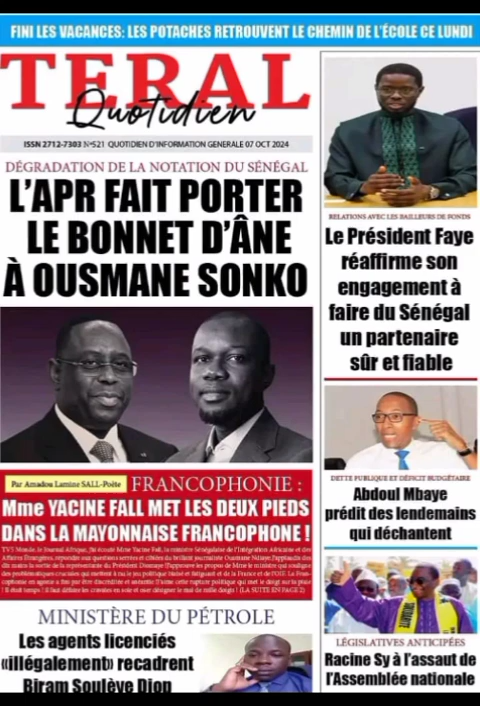 FINI LES VACANCES: LES POTACHES RETROUVENT LE CHEMIN DE L'ÉCOLE CE LUNDI
TERAL
Quotidien
ISSN 2712-7303 N°521 QUOTIDIEN D'INFORMATION GENERALE 07 OCT 2024
DÉGRADATION DE LA NOTATION DU SÉNÉGAL
L'APR FAIT PORTER
LE BONNET D'ÂNE
À OUSMANE SONKO
Par Amadou Lamine SALL-Poète
FRANCOPHONIE :
Mme YACINE FALL MET LES DEUX PIEDS
DANS LA MAYONNAISE FRANCOPHONE !
(LA SUITE EN PAGE 2)
MINISTÈRE DU PÉTROLE
Les agents licenciés
«illégalement» recadrent
Biram Soulèye Diop
RELATIONS AVEC LES BAILLEURS DE FONDS
Le Président Faye
réaffirme son
engagement à
faire du Sénégal
un partenaire
sûr et fiable
DETTE PUBLIQUE ET DÉFICIT BUDGÉTAIRE
Abdoul Mbaye
prédit des lendemains
qui déchantent
LÉGISLATIVES ANTICIPÉES
Racine Sy à l'assaut de
l'Assemblée nationale